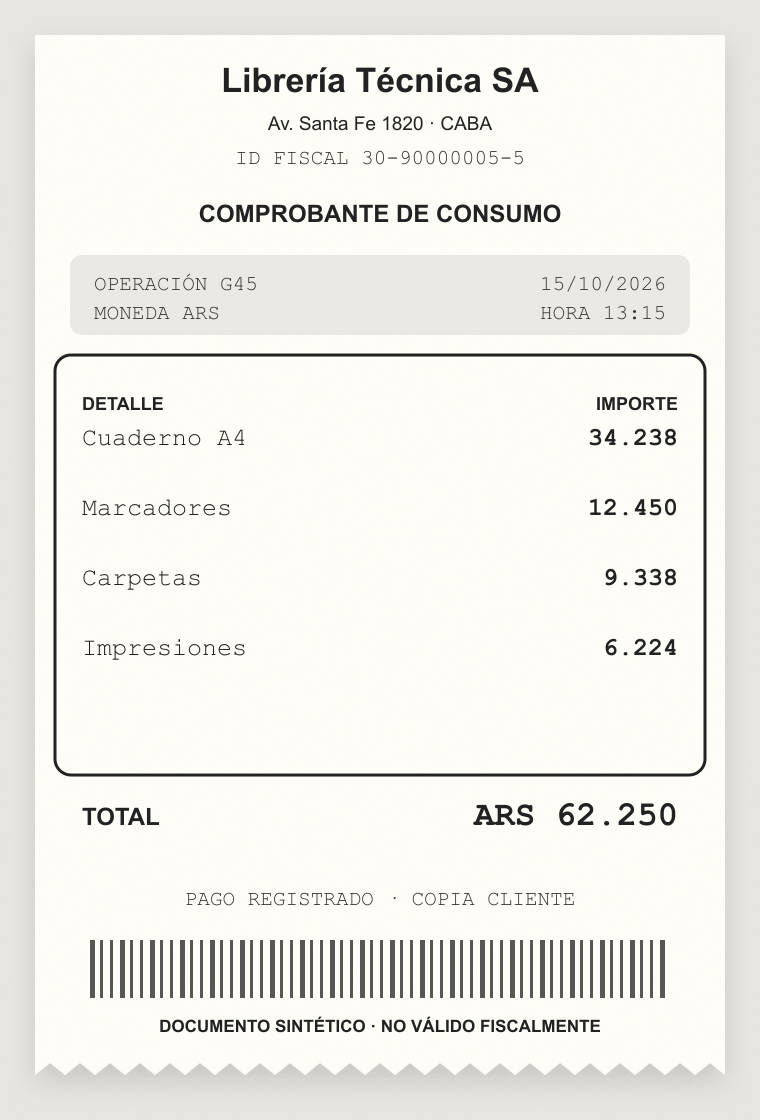 Librería Técnica SA
Av. Santa Fe 1820 · CABA
ID FISCAL 30-90000005-5
COMPROBANTE DE CONSUMO
OPERACIÓN G45 15/10/2026
MONEDA ARS HORA 13:15
DETALLE IMPORTE
Cuaderno A4 34.238
Marcadores 12.450
Carpetas 9.338
Impresiones 6.224
TOTAL ARS 62.250
PAGO REGISTRADO · COPIA CLIENTE
DOCUMENTO SINTÉTICO · NO VÁLIDO FISCALMENTE